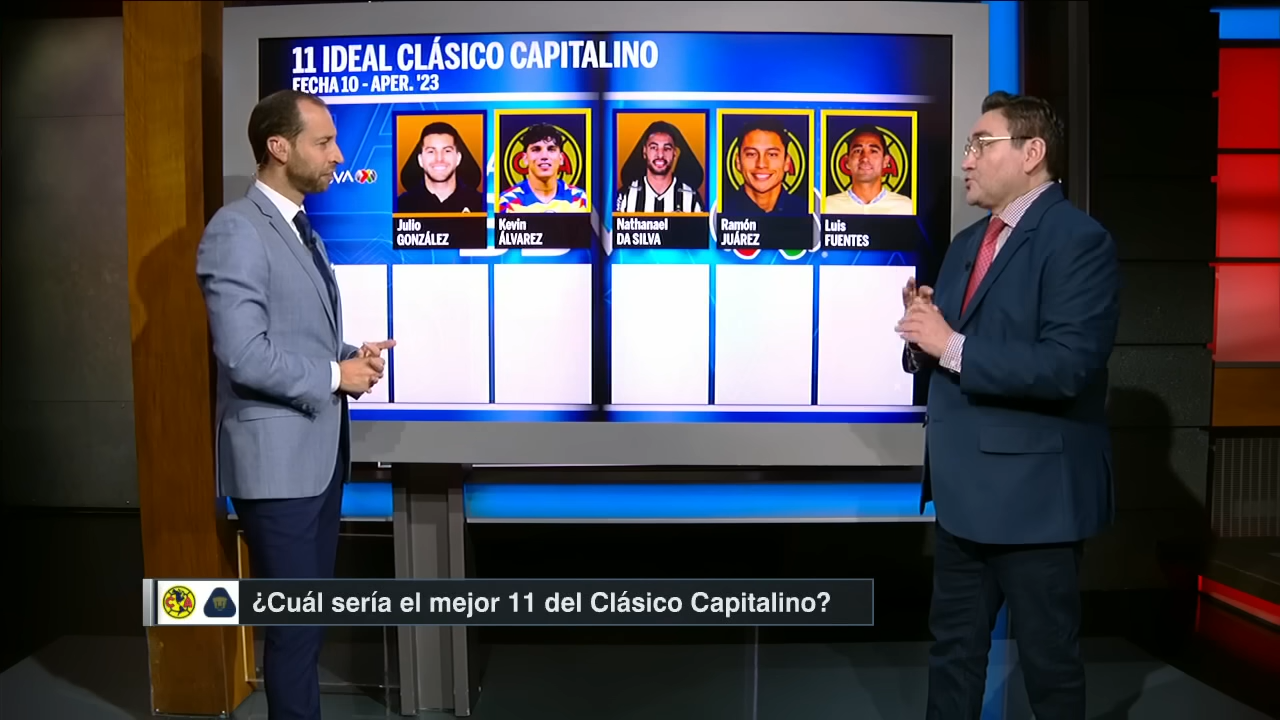 11 IDEAL CLÁSICO CAPITALINO
FECHA 10 - APER. '23
Julio
GONZÁLEZ
Kevin
ÁLVAREZ
Nathanael
DA SILVA
Ramón
JUÁREZ
Luis
FUENTES
¿Cuál sería el mejor 11 del Clásico Capitalino?